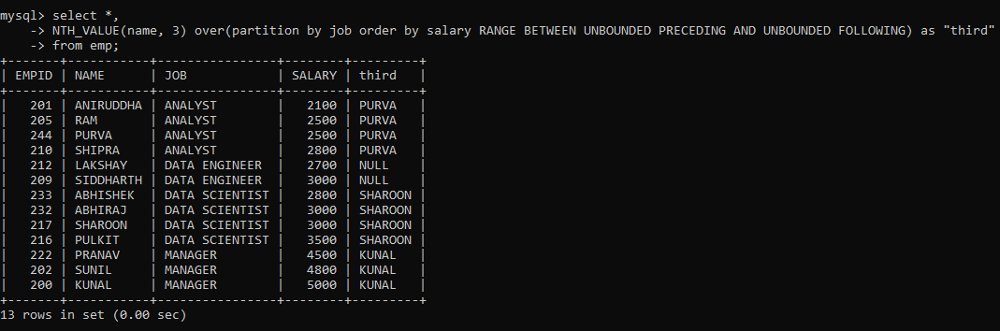 mysql> select *,
    -> NTH_VALUE(name, 3) over(partition by job order by salary RANGE BETWEEN UNBOUNDED PRECEDING AND UNBOUNDED FOLLOWING) as "third"
    -> from emp;
+-------+-----------+----------------+--------+---------+
| EMPID | NAME      | JOB            | SALARY | third   |
+-------+-----------+----------------+--------+---------+
|   201 | ANIRUDDHA | ANALYST        |   2100 | PURVA   |
|   205 | RAM       | ANALYST        |   2500 | PURVA   |
|   244 | PURVA     | ANALYST        |   2500 | PURVA   |
|   210 | SHIPRA    | ANALYST        |   2800 | PURVA   |
|   212 | LAKSHAY   | DATA ENGINEER  |   2700 | NULL    |
|   209 | SIDDHARTH | DATA ENGINEER  |   3000 | NULL    |
|   233 | ABHISHEK  | DATA SCIENTIST |   2800 | SHAROON |
|   232 | ABHIRAJ   | DATA SCIENTIST |   3000 | SHAROON |
|   217 | SHAROON   | DATA SCIENTIST |   3000 | SHAROON |
|   216 | PULKIT    | DATA SCIENTIST |   3500 | SHAROON |
|   222 | PRANAV    | MANAGER        |   4500 | KUNAL   |
|   202 | SUNIL     | MANAGER        |   4800 | KUNAL   |
|   200 | KUNAL     | MANAGER        |   5000 | KUNAL   |
+-------+-----------+----------------+--------+---------+
13 rows in set (0.00 sec)